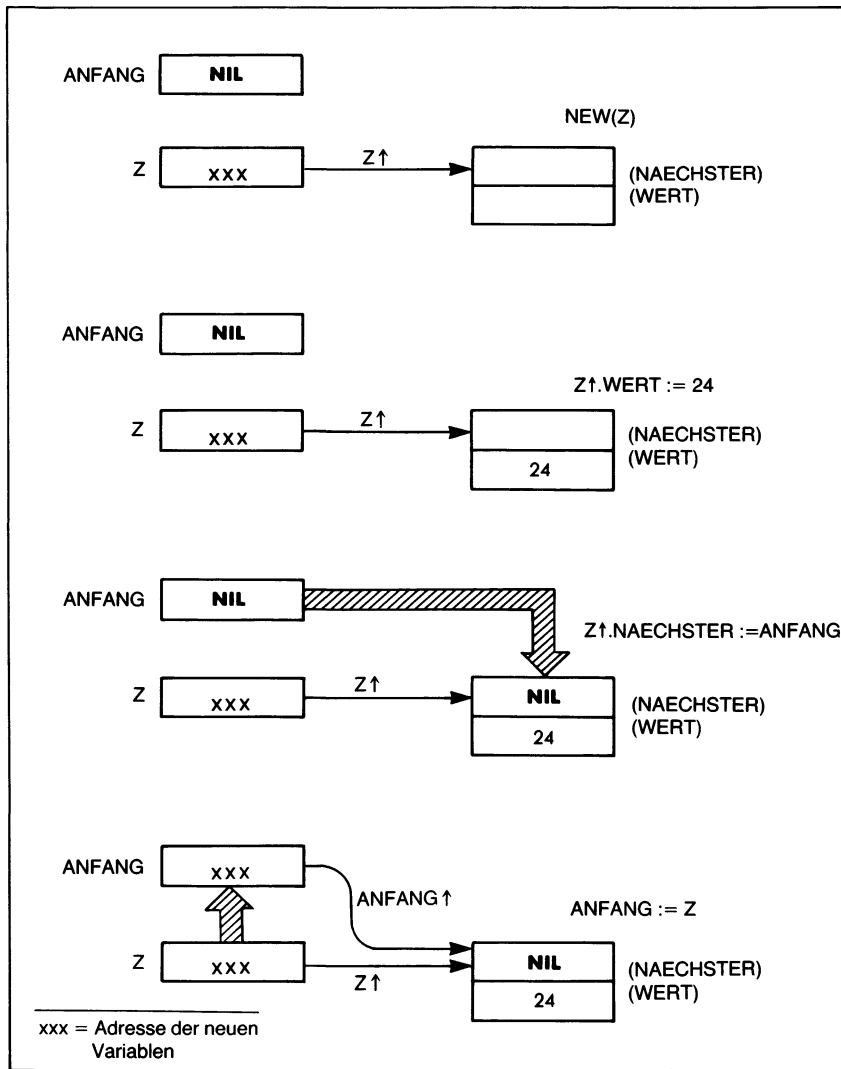 ANFANG NIL
NEW(Z)
Z xxx Z↑ (NAECHSTER)
(WERT)
ANFANG NIL
Z↑.WERT := 24
Z xxx Z↑ (NAECHSTER)
24 (WERT)
ANFANG NIL
Z↑.NAECHSTER :=ANFANG
Z xxx Z↑ NIL (NAECHSTER)
24 (WERT)
ANFANG xxx
ANFANG↑
ANFANG := Z
Z xxx Z↑ NIL (NAECHSTER)
24 (WERT)
xxx = Adresse der neuen
Variablen